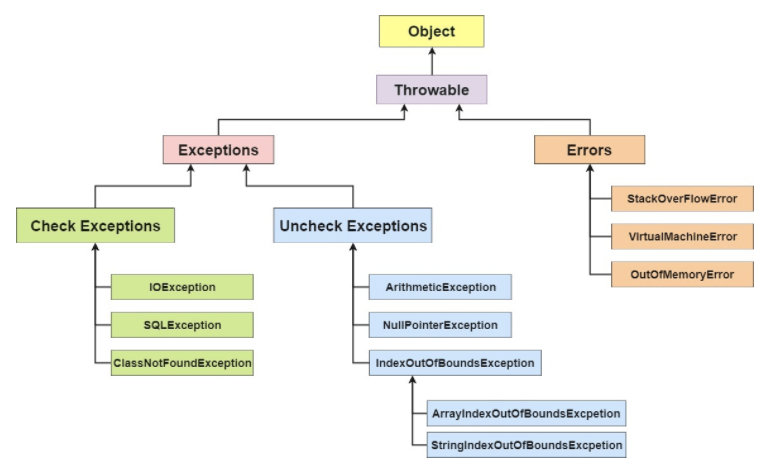 Object
Throwable
Exceptions
Errors
StackOverFlowError
VirtualMachineError
OutOfMemoryError
Check Exceptions
Uncheck Exceptions
IOException
SQLException
ClassNotFoundException
ArithmeticException
NullPointerException
IndexOutOfBoundsException
ArrayIndexOutOfBoundsExcpetion
StringIndexOutOfBoundsExcpetion